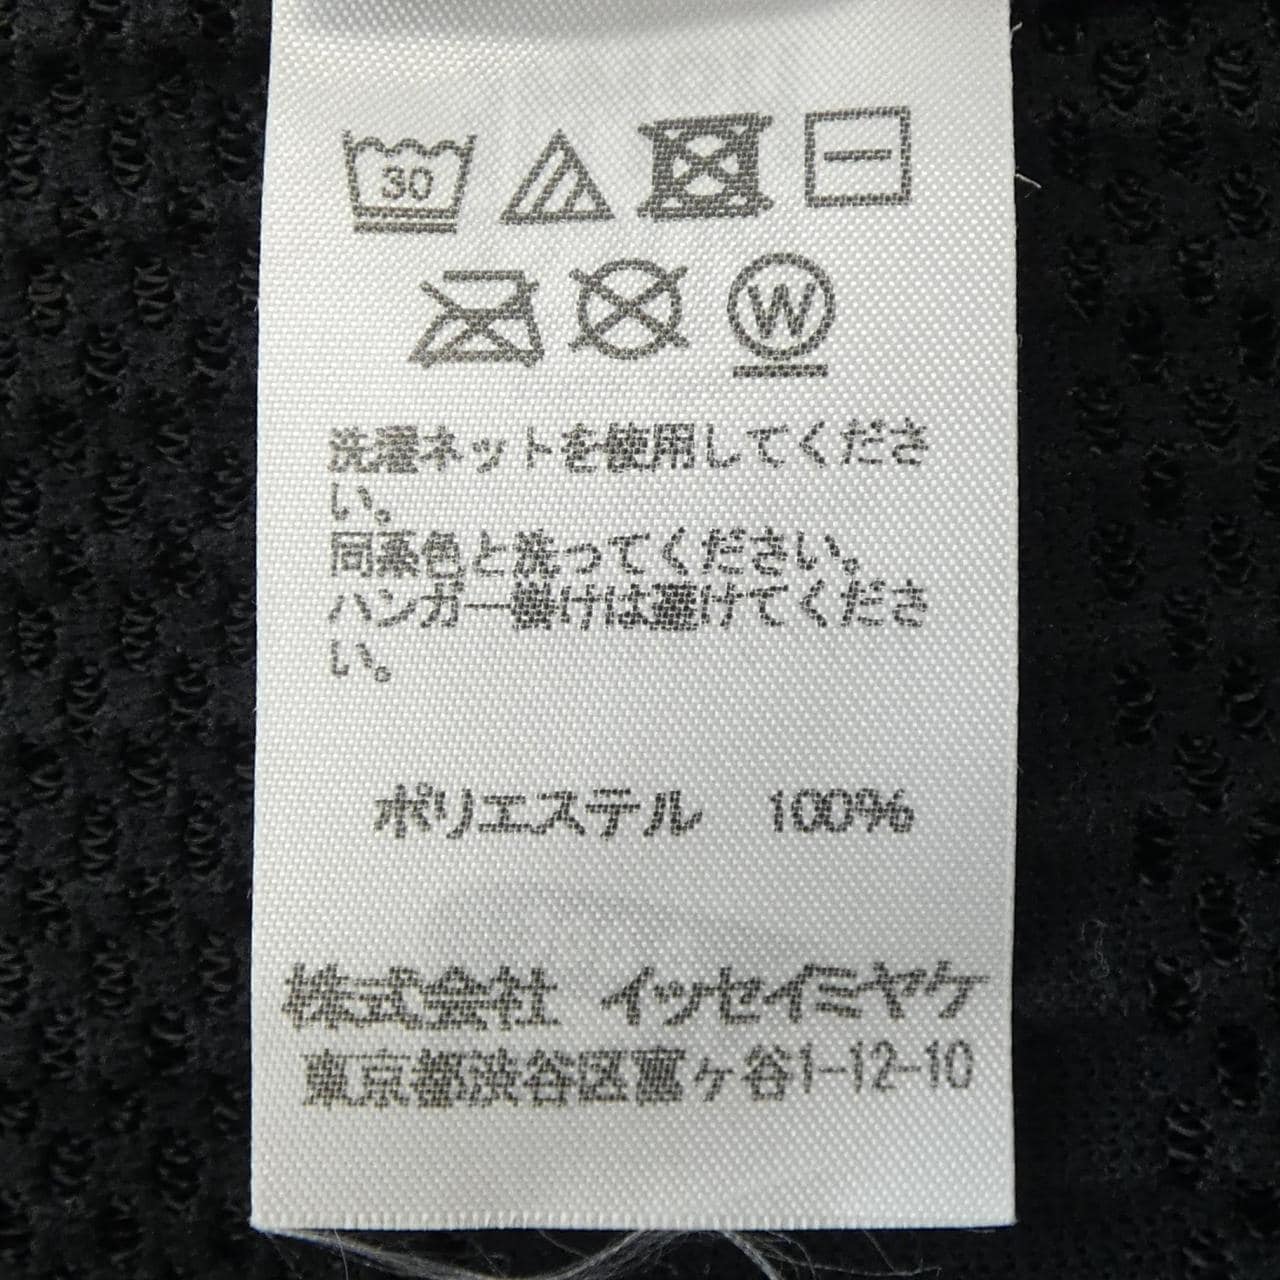 30
W
洗濯ネットを使用してくださ
い。
同系色と洗ってください。
ハンガー掛けは避けてくださ
い。
ポリエステル 100%
株式会社 イッセイミヤケ
東京都渋谷区富ヶ谷1-12-10